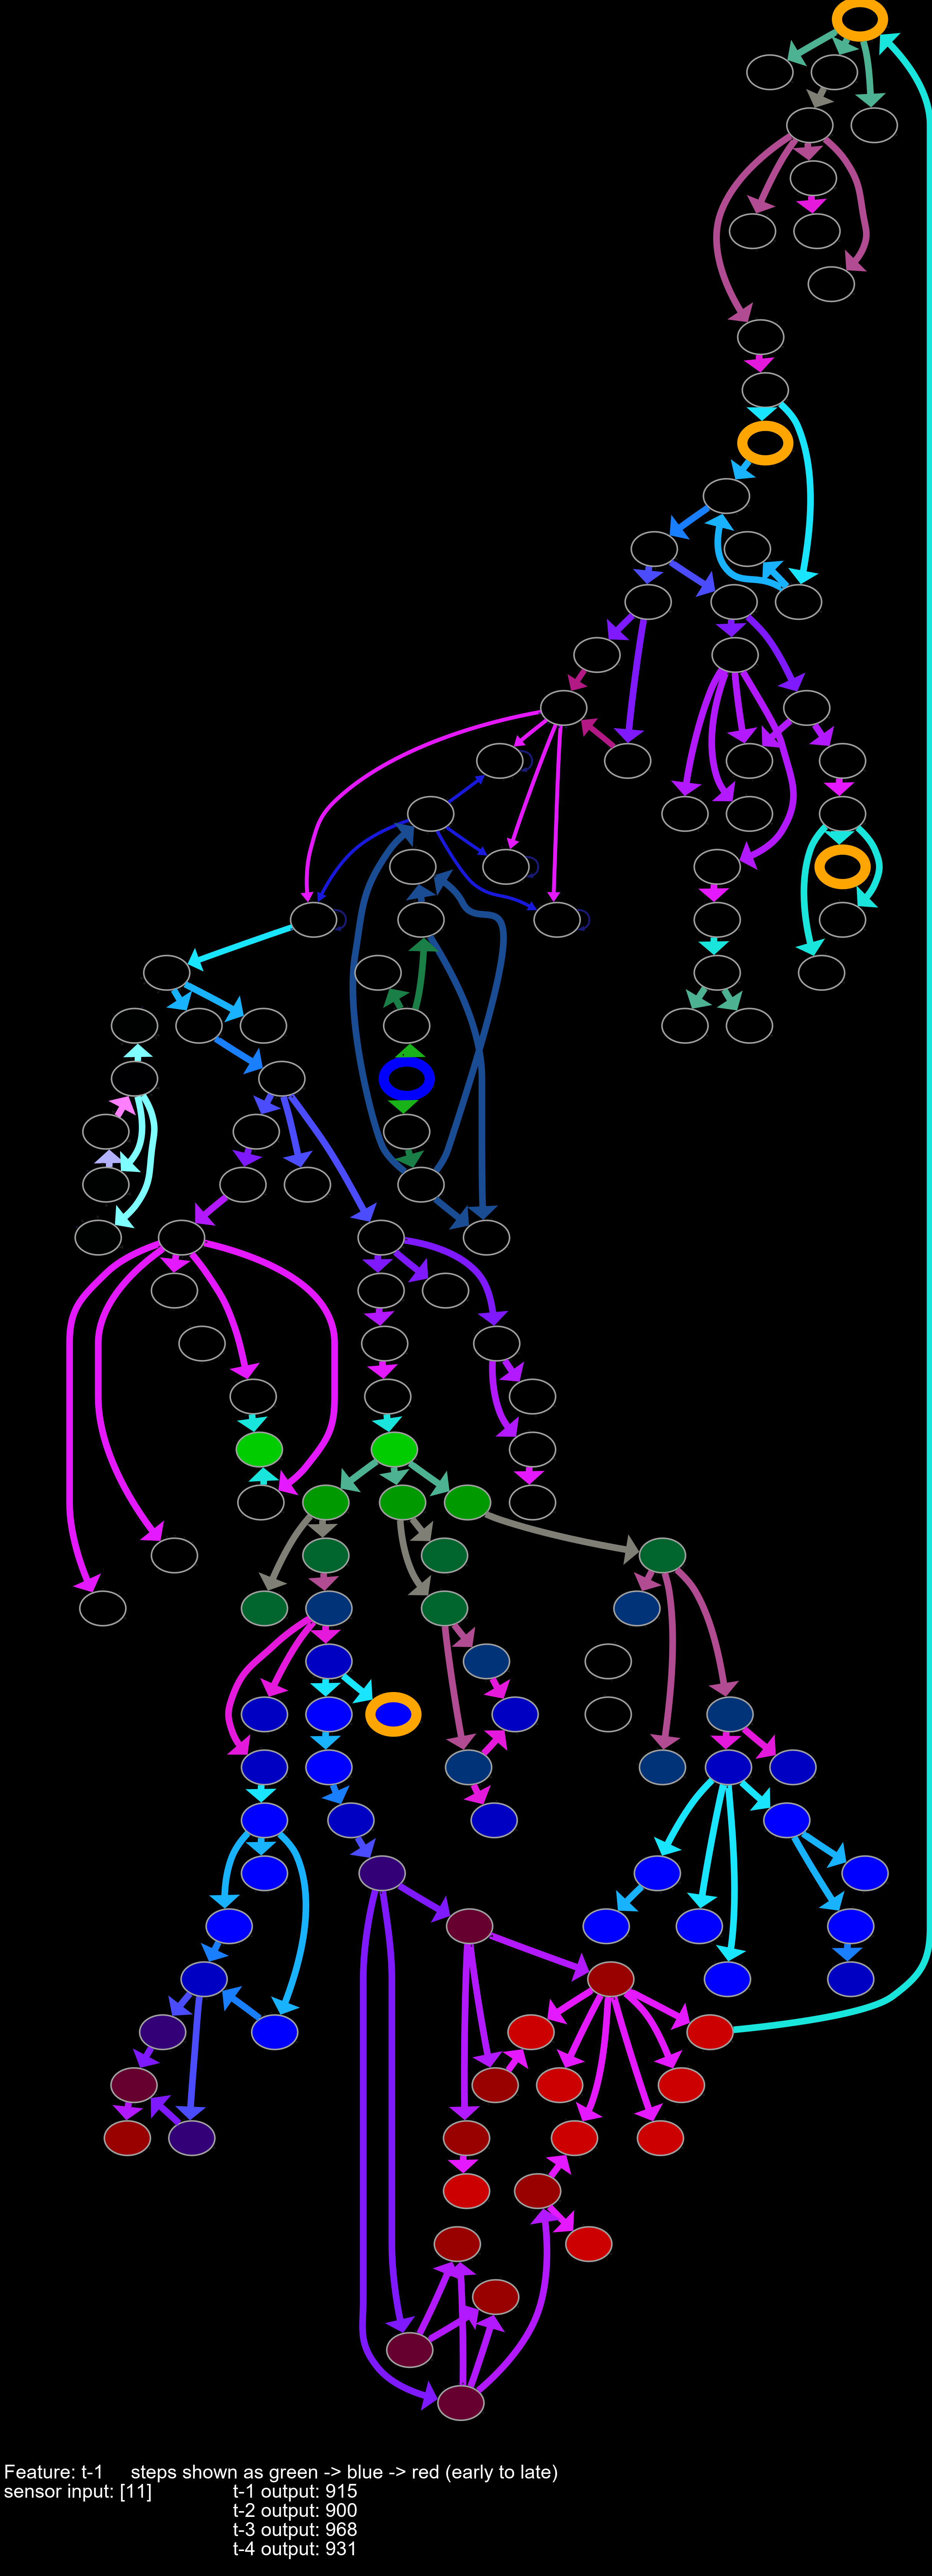 Feature: t-1     steps shown as green -> blue -> red (early to late)
sensor input: [11]               t-1 output: 915
t-2 output: 900
t-3 output: 968
t-4 output: 931